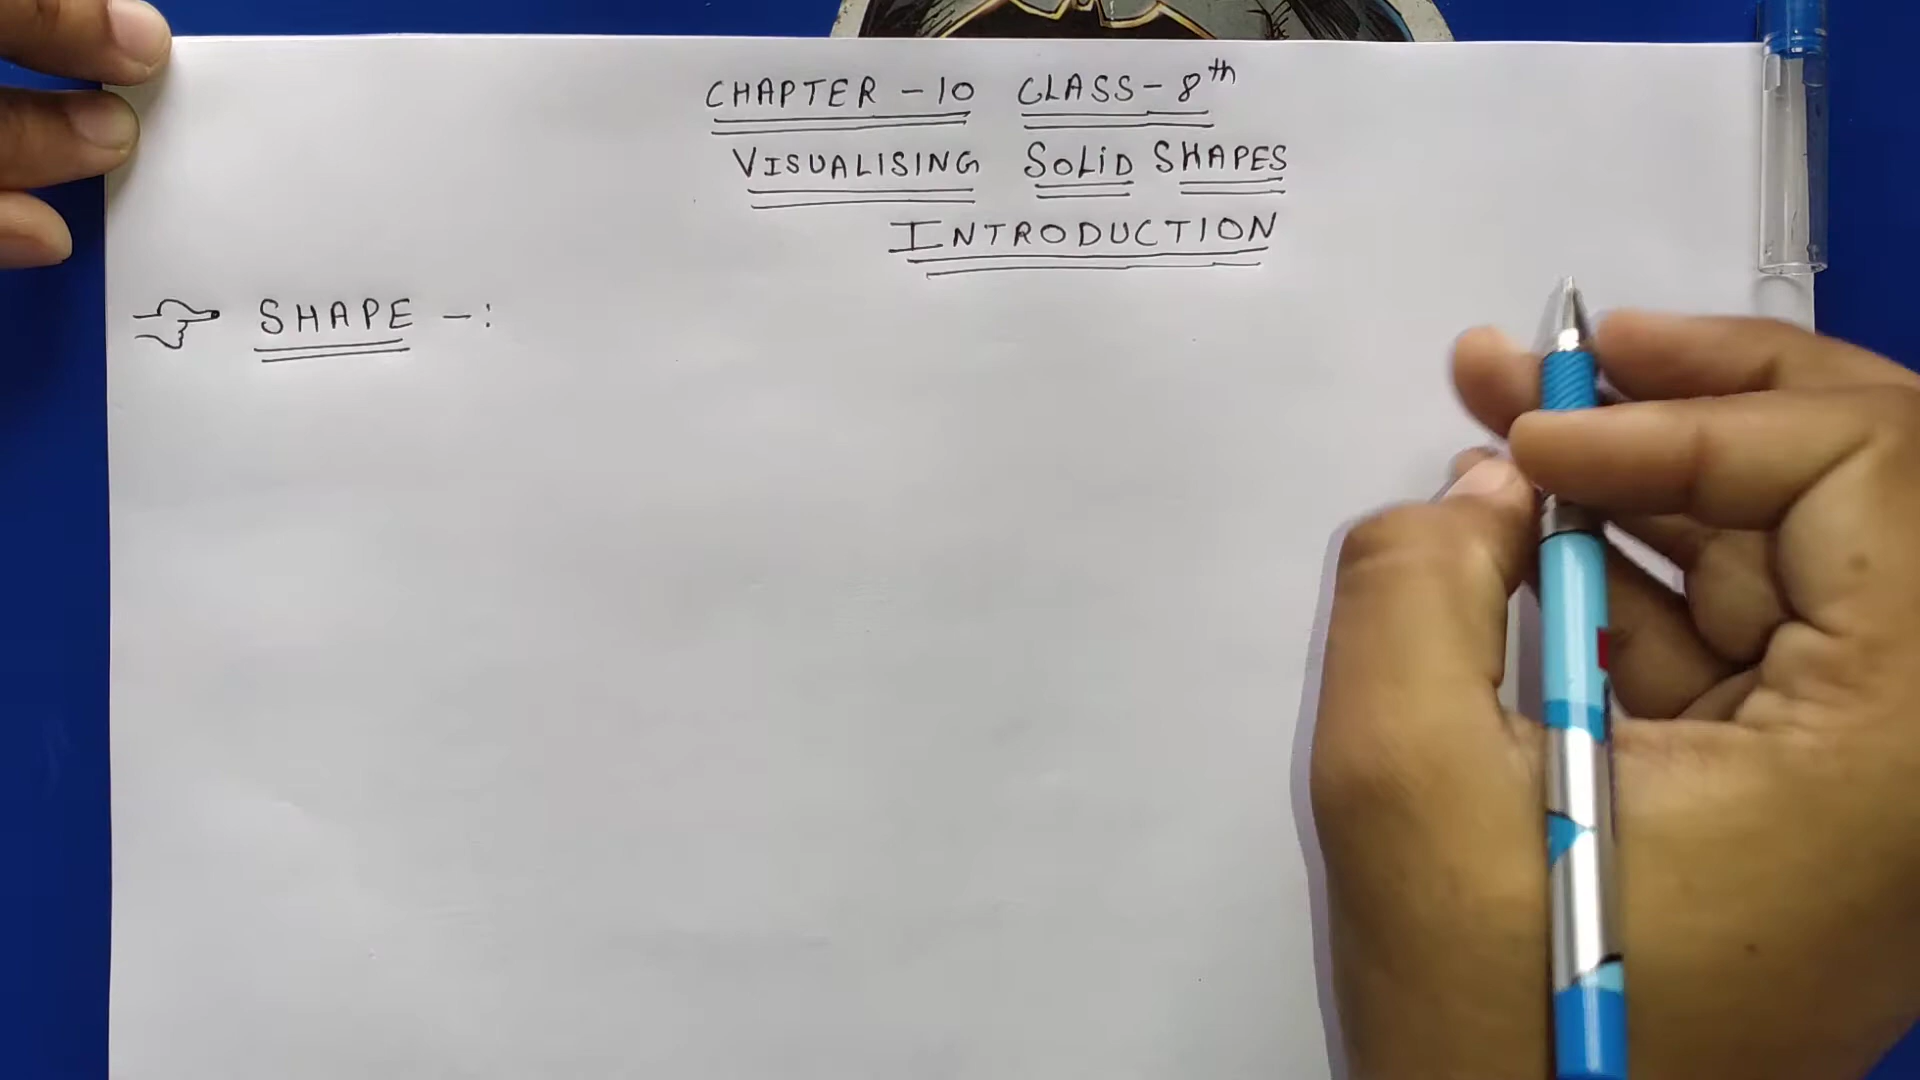 CHAPTER - 10 CLASS - 8th
VISUALISING SOLID SHAPES
INTRODUCTION
SHAPE - :